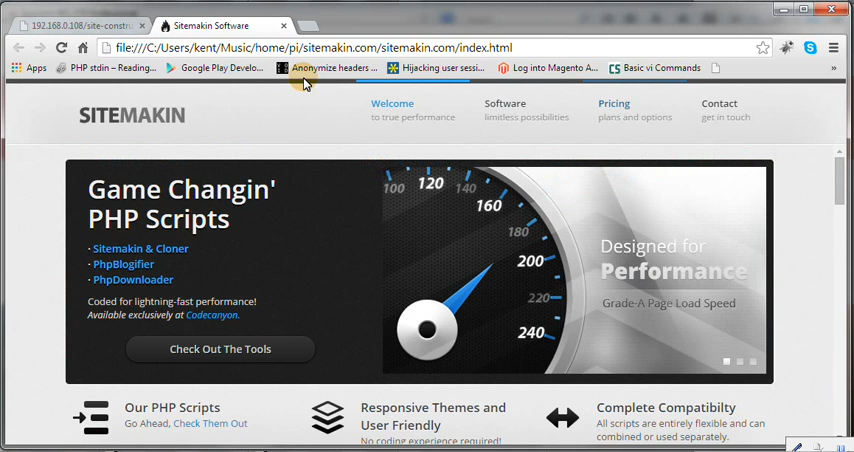 192.168.0.108/site-constru
Sitemakin Software
file:///C:/Users/kent/Music/home/pi/sitemakin.com/sitemakin.com/index.html
Apps PHP stdin – Reading... Google Play Develo... Anonymize headers ... Hijacking user sessi... Log into Magento A... Basic vi Commands »
SITEMAKIN
Welcome
to true performance
Software
limitless possibilities
Pricing
plans and options
Contact
get in touch
Game Changin'
PHP Scripts
· Sitemakin & Cloner
· PhpBlogifier
· PhpDownloader
Coded for lightning-fast performance!
Available exclusively at Codecanyon.
Check Out The Tools
100 120 140
160
180
200
220
240
Designed for
Performance
Grade-A Page Load Speed
Our PHP Scripts
Go Ahead, Check Them Out
Responsive Themes and
User Friendly
No coding experience required!
Complete Compatibilty
All scripts are entirely flexible and can
combined or used separately.